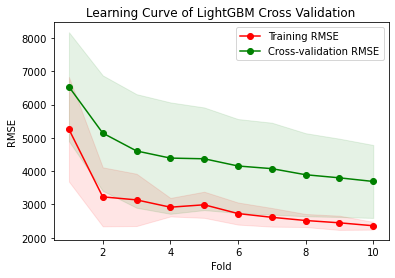 Learning Curve of LightGBM Cross Validation
Training RMSE
Cross-validation RMSE
RMSE
8000
7000
6000
5000
4000
3000
2000
2 4 6 8 10
Fold